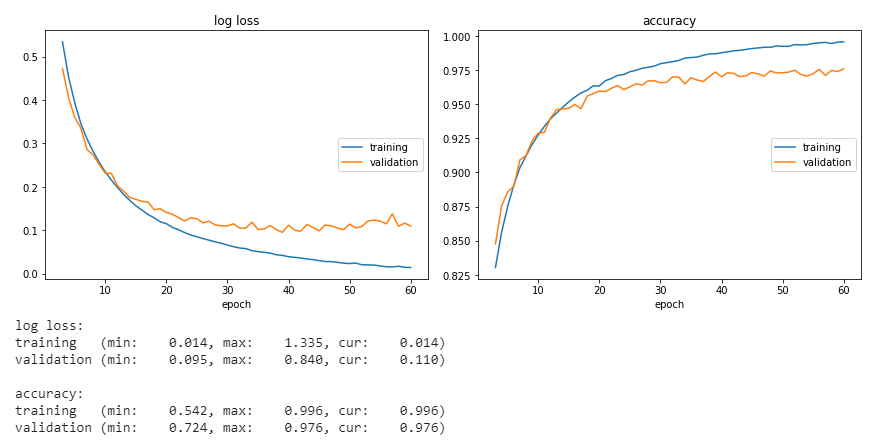 log loss
0.5
0.4
0.3
0.2
0.1
0.0
training
validation
10 20 30 40 50 60
epoch
accuracy
1.000
0.975
0.950
0.925
0.900
0.875
0.850
0.825
training
validation
10 20 30 40 50 60
epoch
log loss:
training   (min:    0.014, max:    1.335, cur:    0.014)
validation (min:    0.095, max:    0.840, cur:    0.110)
accuracy:
training   (min:    0.542, max:    0.996, cur:    0.996)
validation (min:    0.724, max:    0.976, cur:    0.976)